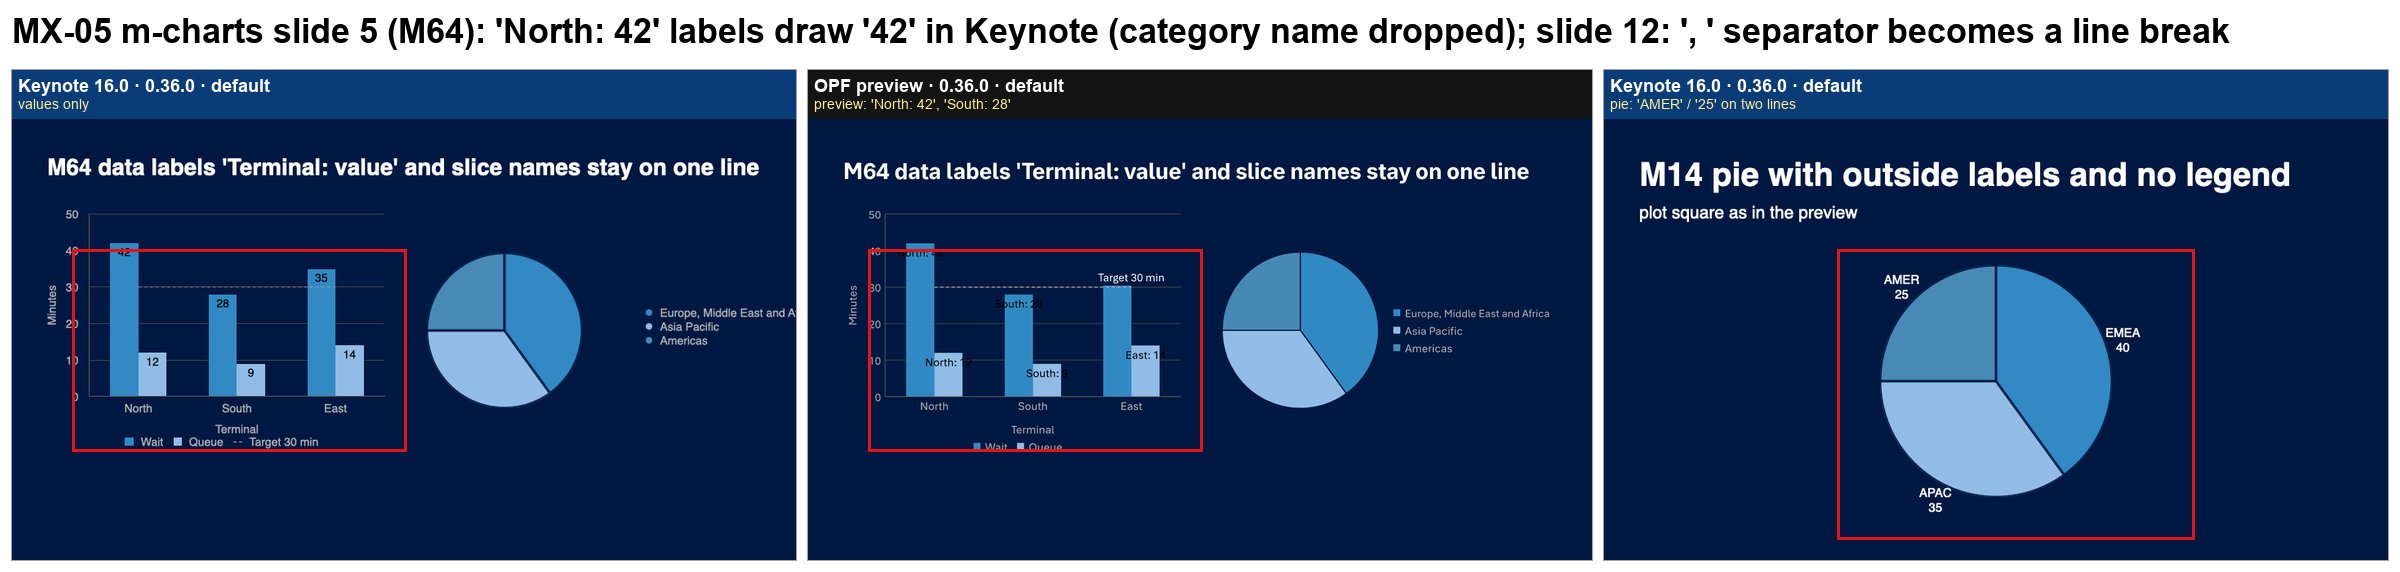 MX-05 m-charts slide 5 (M64): 'North: 42' labels draw '42' in Keynote (category name dropped); slide 12: ', ' separator becomes a line break
Keynote 16.0 · 0.36.0 · default
values only
M64 data labels 'Terminal: value' and slice names stay on one line
50
40
30
20
10
0
Minutes
42
12
28
9
35
14
North
South
East
Terminal
Wait
Queue
Target 30 min
Europe, Middle East and Af
Asia Pacific
Americas
OPF preview · 0.36.0 · default
preview: 'North: 42', 'South: 28'
M64 data labels 'Terminal: value' and slice names stay on one line
50
40
30
20
10
0
Minutes
North: 42
North: 12
South: 28
South: 9
Target 30 min
East: 14
North
South
East
Terminal
Wait
Queue
Europe, Middle East and Africa
Asia Pacific
Americas
Keynote 16.0 · 0.36.0 · default
pie: 'AMER' / '25' on two lines
M14 pie with outside labels and no legend
plot square as in the preview
AMER
25
EMEA
40
APAC
35